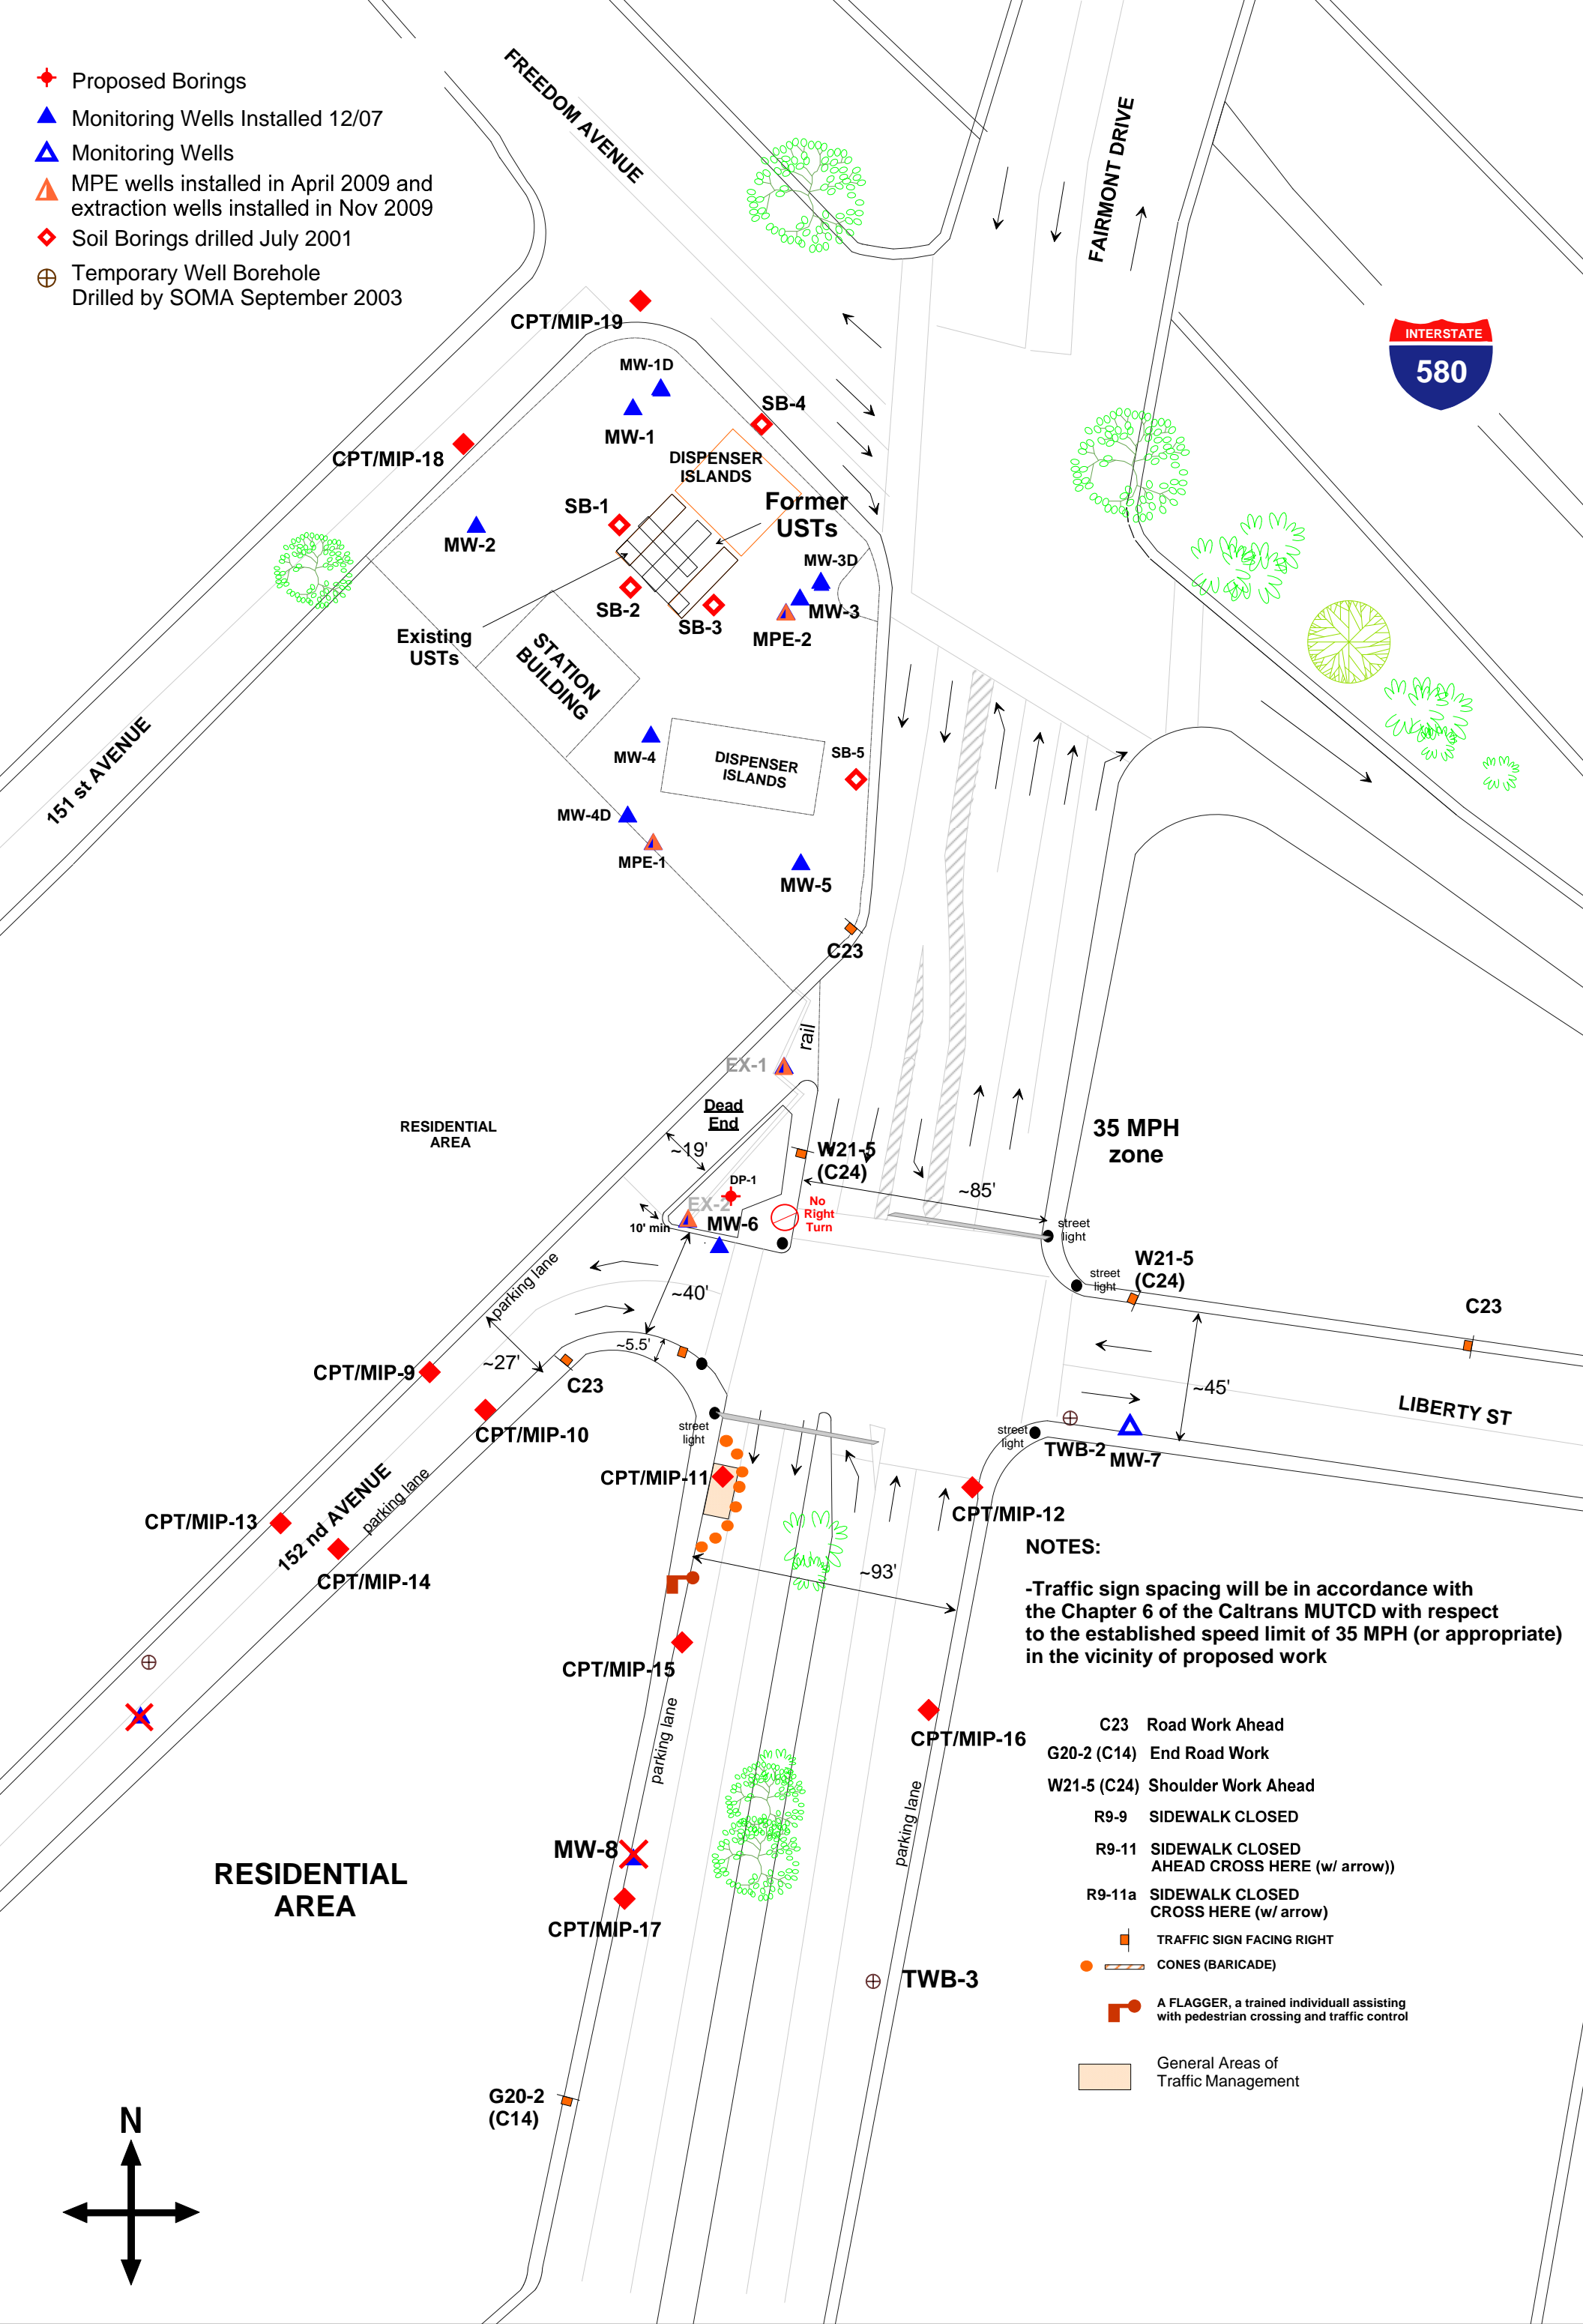 Proposed Borings
Monitoring Wells Installed 12/07
Monitoring Wells
MPE wells installed in April 2009 and
extraction wells installed in Nov 2009
Soil Borings drilled July 2001
Temporary Well Borehole
Drilled by SOMA September 2003
FREEDOM AVENUE
FAIRMONT DRIVE
INTERSTATE
580
CPT/MIP-19
MW-1D
MW-1
SB-4
CPT/MIP-18
DISPENSER
ISLANDS
Former
USTs
SB-1
MW-2
MW-3D
SB-2
MW-3
SB-3
MPE-2
Existing
USTs
STATION
BUILDING
151 st AVENUE
MW-4
DISPENSER
ISLANDS
SB-5
MW-4D
MPE-1
MW-5
C23
rail
EX-1
Dead
End
RESIDENTIAL
AREA
35 MPH
zone
~19'
W21-5
(C24)
DP-1
~85'
EX-2
MW-6
No
Right
Turn
10' min
street
light
W21-5
(C24)
street
light
parking lane
~40'
C23
~5.5'
~27'
CPT/MIP-9
C23
~45'
LIBERTY ST
CPT/MIP-10
street
light
street
light
TWB-2
MW-7
CPT/MIP-11
parking lane
152 nd AVENUE
CPT/MIP-13
CPT/MIP-12
CPT/MIP-14
~93'
NOTES:
-Traffic sign spacing will be in accordance with
the Chapter 6 of the Caltrans MUTCD with respect
to the established speed limit of 35 MPH (or appropriate)
in the vicinity of proposed work
CPT/MIP-15
parking lane
CPT/MIP-16
C23 Road Work Ahead
G20-2 (C14) End Road Work
W21-5 (C24) Shoulder Work Ahead
R9-9 SIDEWALK CLOSED
R9-11 SIDEWALK CLOSED
AHEAD CROSS HERE (w/ arrow))
R9-11a SIDEWALK CLOSED
CROSS HERE (w/ arrow)
TRAFFIC SIGN FACING RIGHT
CONES (BARICADE)
A FLAGGER, a trained individuall assisting
with pedestrian crossing and traffic control
General Areas of
Traffic Management
parking lane
MW-8
RESIDENTIAL
AREA
CPT/MIP-17
TWB-3
G20-2
(C14)
N